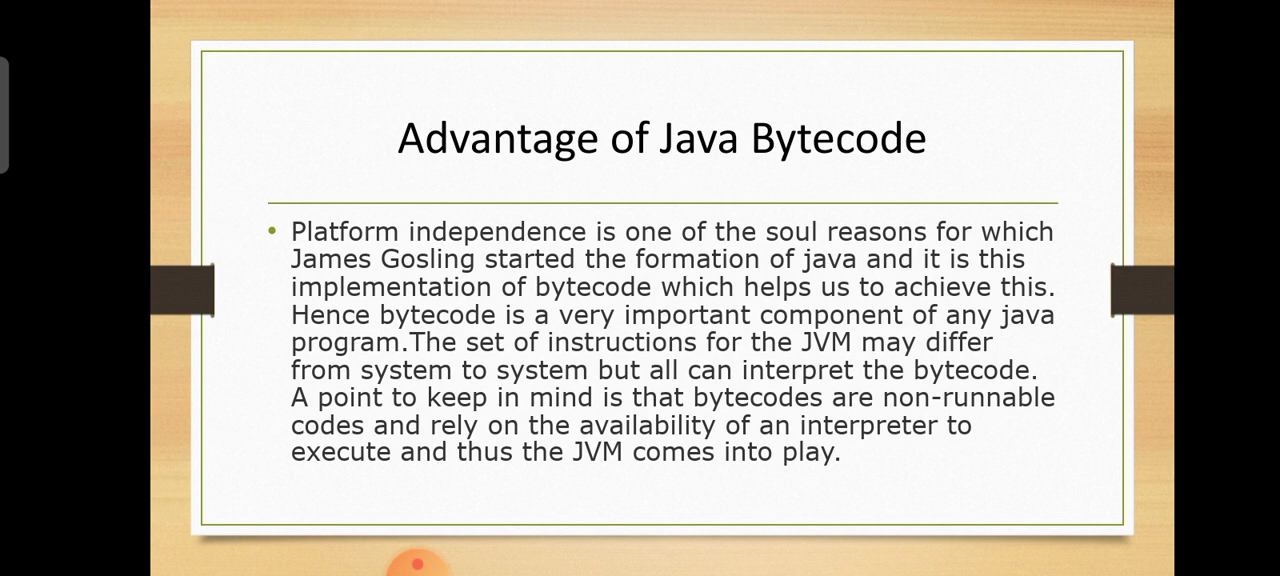 Advantage of Java Bytecode
• Platform independence is one of the soul reasons for which
James Gosling started the formation of java and it is this
implementation of bytecode which helps us to achieve this.
Hence bytecode is a very important component of any java
program.The set of instructions for the JVM may differ
from system to system but all can interpret the bytecode.
A point to keep in mind is that bytecodes are non-runnable
codes and rely on the availability of an interpreter to
execute and thus the JVM comes into play.